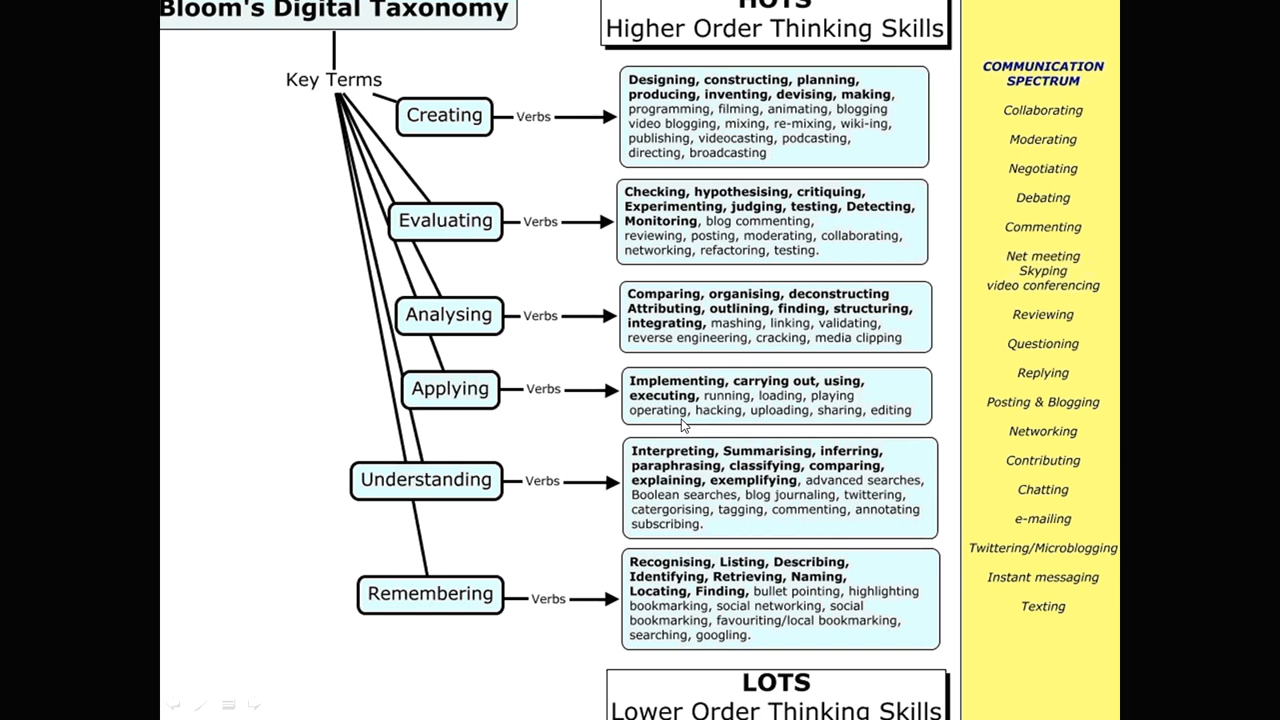 Bloom's Digital Taxonomy
HOTS
Higher Order Thinking Skills
Key Terms
Creating
Verbs
Designing, constructing, planning,
producing, inventing, devising, making,
programming, filming, animating, blogging
video blogging, mixing, re-mixing, wiki-ing,
publishing, videocasting, podcasting,
directing, broadcasting
Evaluating
Verbs
Checking, hypothesising, critiquing,
Experimenting, judging, testing, Detecting,
Monitoring, blog commenting,
reviewing, posting, moderating, collaborating,
networking, refactoring, testing.
Analysing
Verbs
Comparing, organising, deconstructing
Attributing, outlining, finding, structuring,
integrating, mashing, linking, validating,
reverse engineering, cracking, media clipping
Applying
Verbs
Implementing, carrying out, using,
executing, running, loading, playing
operating, hacking, uploading, sharing, editing
Understanding
Verbs
Interpreting, Summarising, inferring,
paraphrasing, classifying, comparing,
explaining, exemplifying, advanced searches,
Boolean searches, blog journaling, twittering,
catergorising, tagging, commenting, annotating
subscribing.
Remembering
Verbs
Recognising, Listing, Describing,
Identifying, Retrieving, Naming,
Locating, Finding, bullet pointing, highlighting
bookmarking, social networking, social
bookmarking, favouriting/local bookmarking,
searching, googling.
LOTS
Lower Order Thinking Skills
COMMUNICATION
SPECTRUM
Collaborating
Moderating
Negotiating
Debating
Commenting
Net meeting
Skyping
video conferencing
Reviewing
Questioning
Replying
Posting & Blogging
Networking
Contributing
Chatting
e-mailing
Twittering/Microblogging
Instant messaging
Texting